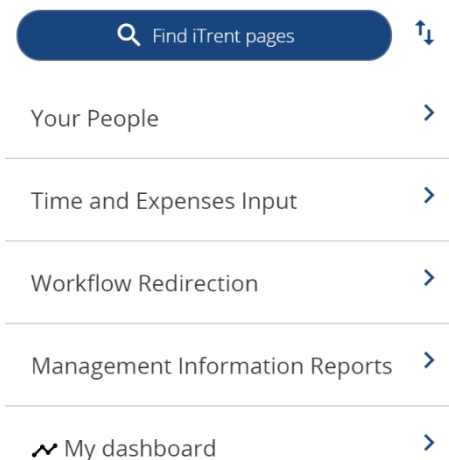 Find iTrent pages
Your People
Time and Expenses Input
Workflow Redirection
Management Information Reports
My dashboard